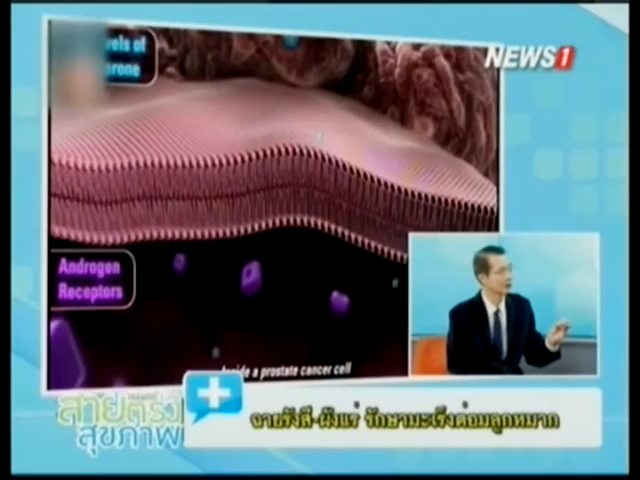 vels of
erone
NEWS1
Androgen
Receptors
Inside a prostate cancer cell
สายตรง
สุขภาพ
ฉายรังสี-ฝังแร่ รักษามะเร็งต่อมลูกหมาก